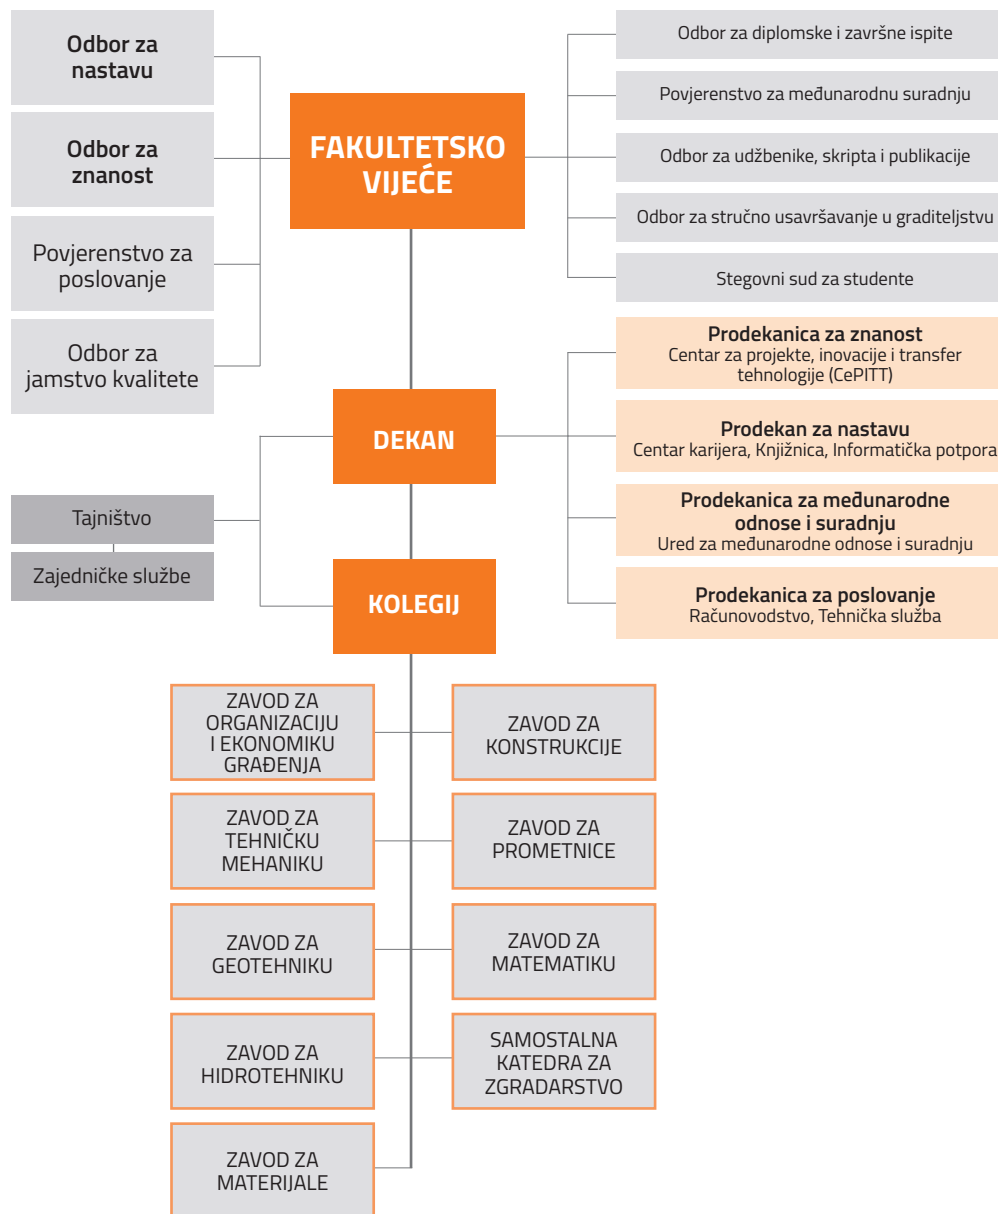 Odbor za
nastavu
Odbor za
znanost
Povjerenstvo za
poslovanje
Odbor za
jamstvo kvalitete
FAKULTETSKO
VIJEĆE
Odbor za diplomske i završne ispite
Povjerenstvo za međunarodnu suradnju
Odbor za udžbenike, skripta i publikacije
Odbor za stručno usavršavanje u graditeljstvu
Stegovni sud za studente
DEKAN
Prodekanica za znanost
Centar za projekte, inovacije i transfer
tehnologije (CePITT)
Prodekan za nastavu
Centar karijera, Knjižnica, Informatička potpora
Prodekanica za međunarodne
odnose i suradnju
Ured za međunarodne odnose i suradnju
Prodekanica za poslovanje
Računovodstvo, Tehnička služba
Tajništvo
Zajedničke službe
KOLEGIJ
ZAVOD ZA
ORGANIZACIJU
I EKONOMIKU
GRAĐENJA
ZAVOD ZA
KONSTRUKCIJE
ZAVOD ZA
TEHNIČKU
MEHANIKU
ZAVOD ZA
PROMETNICE
ZAVOD ZA
GEOTEHNIKU
ZAVOD ZA
MATEMATIKU
ZAVOD ZA
HIDROTEHNIKU
SAMOSTALNA
KATEDRA ZA
ZGRADARSTVO
ZAVOD ZA
MATERIJALE